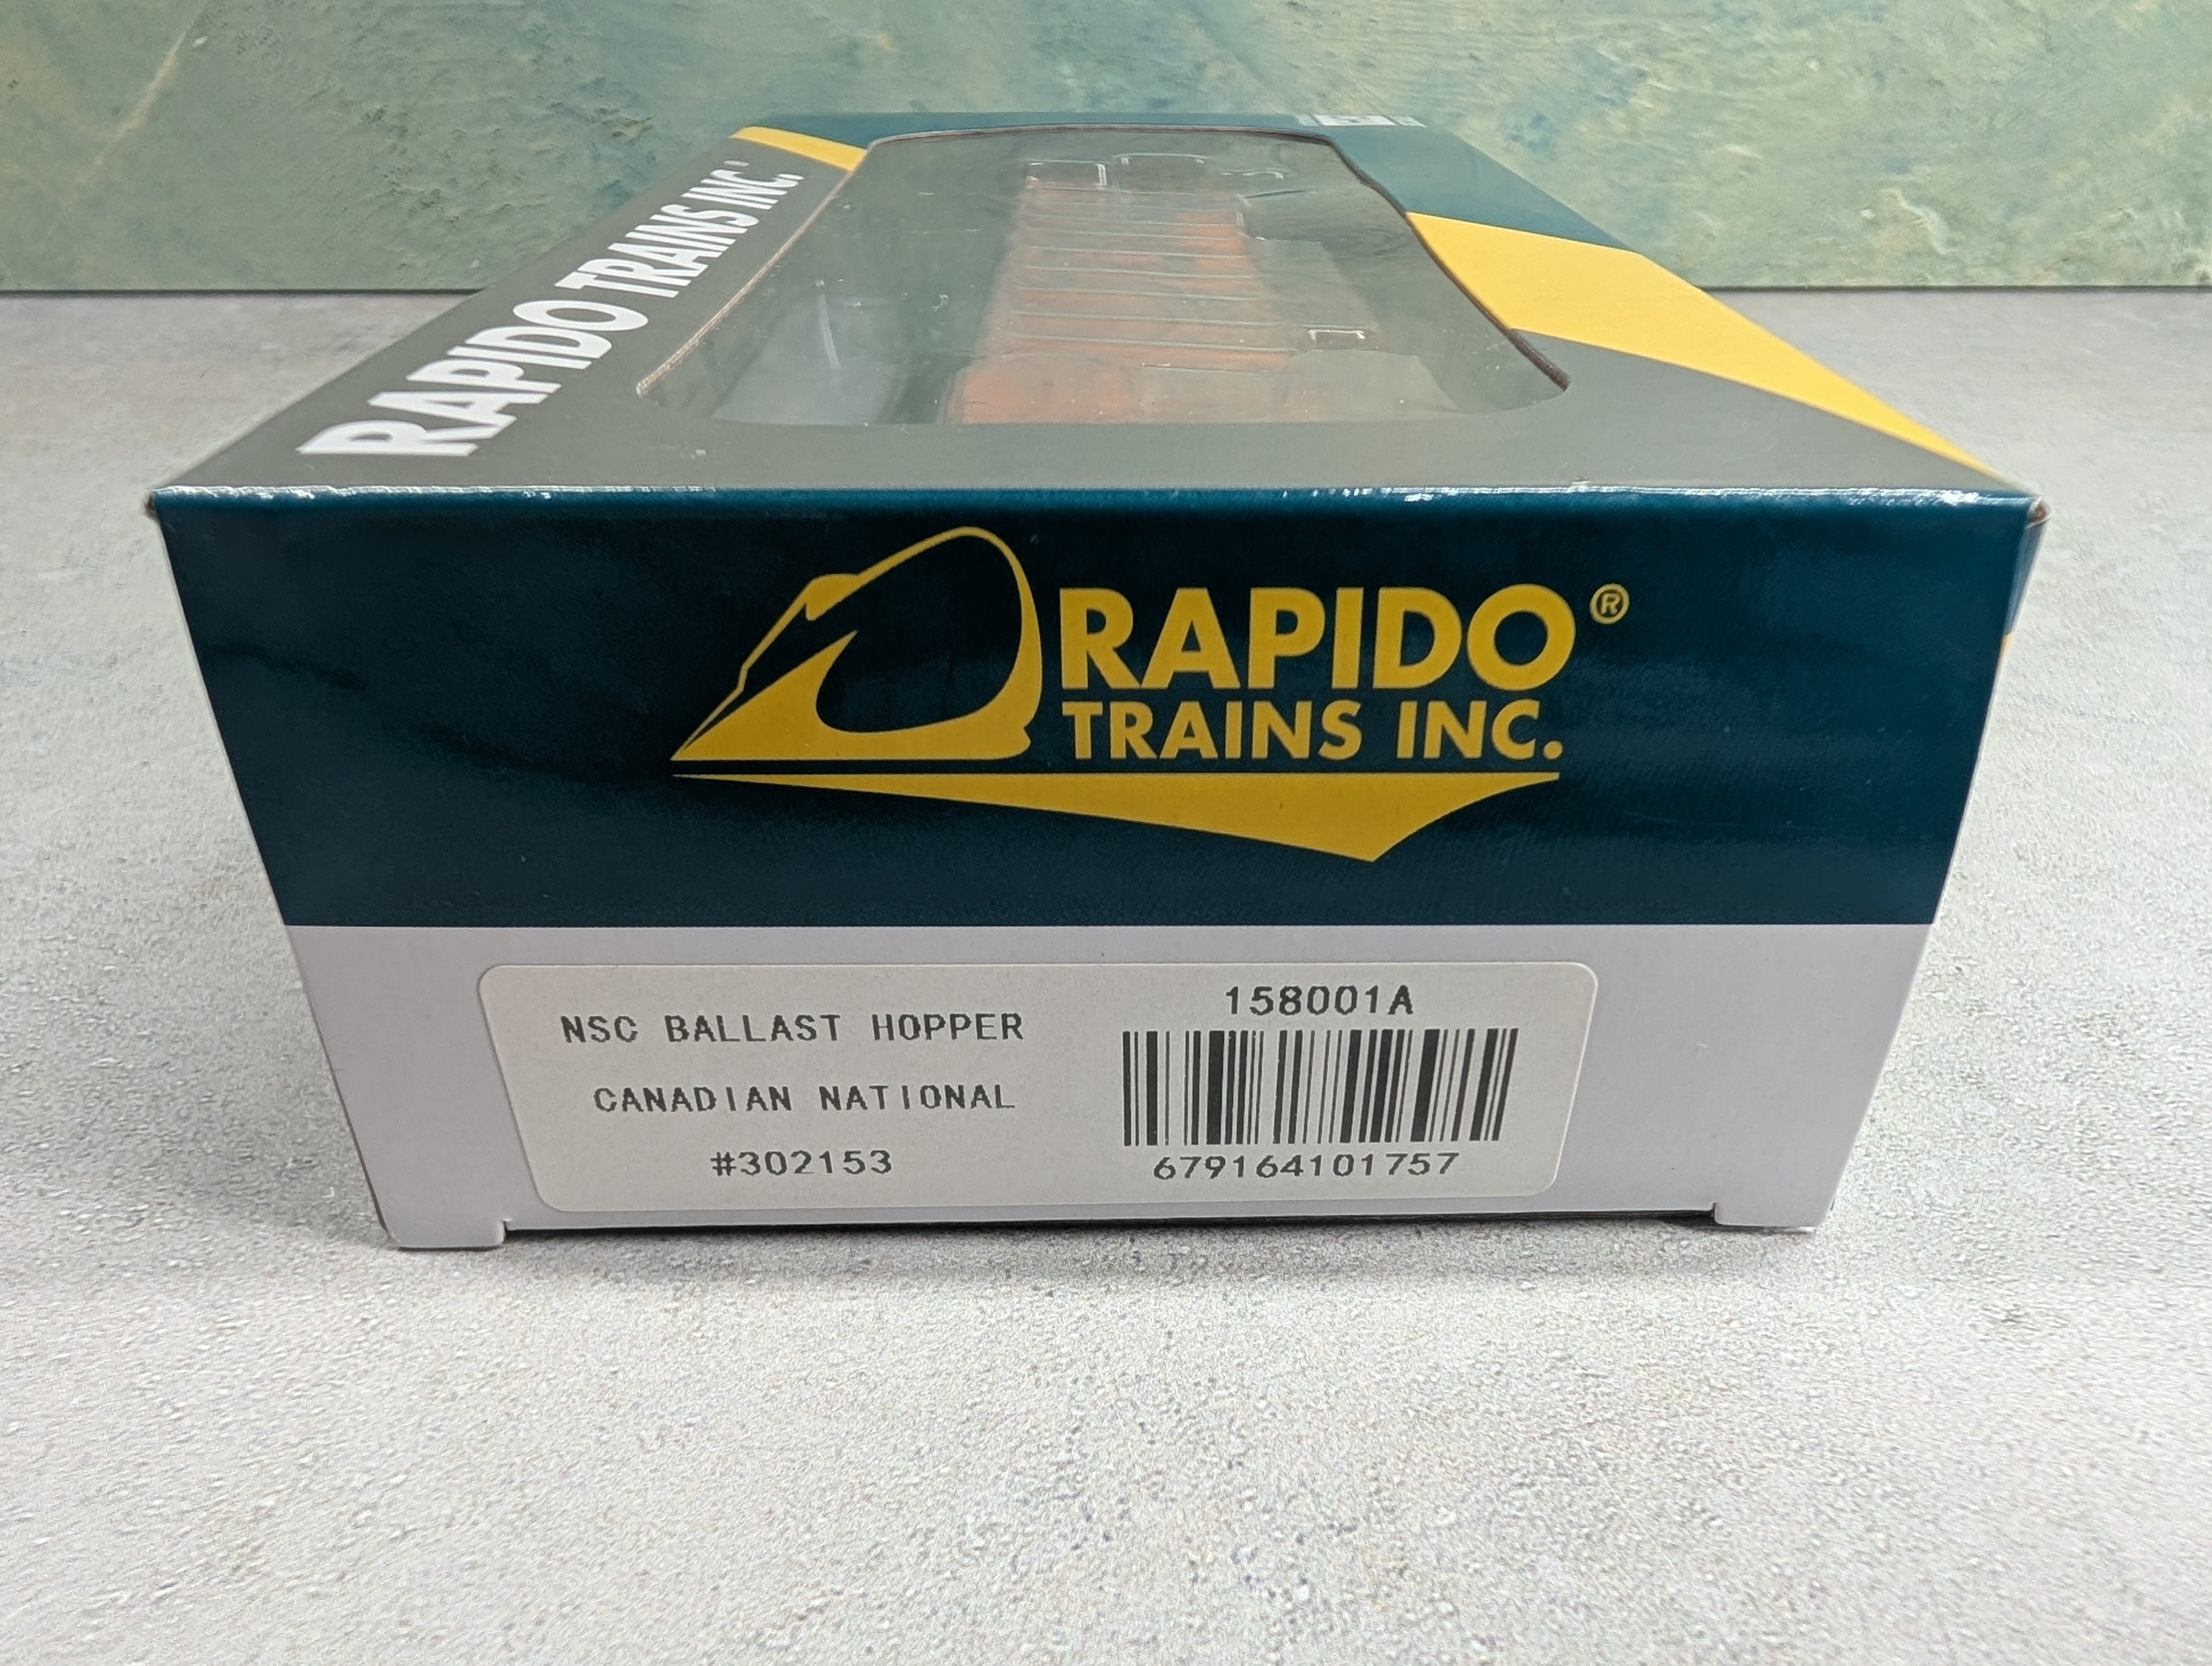 RAPIDO TRAINS INC.
RAPIDO®
TRAINS INC.
NSC BALLAST HOPPER
CANADIAN NATIONAL
#302153
158001A
679164101757